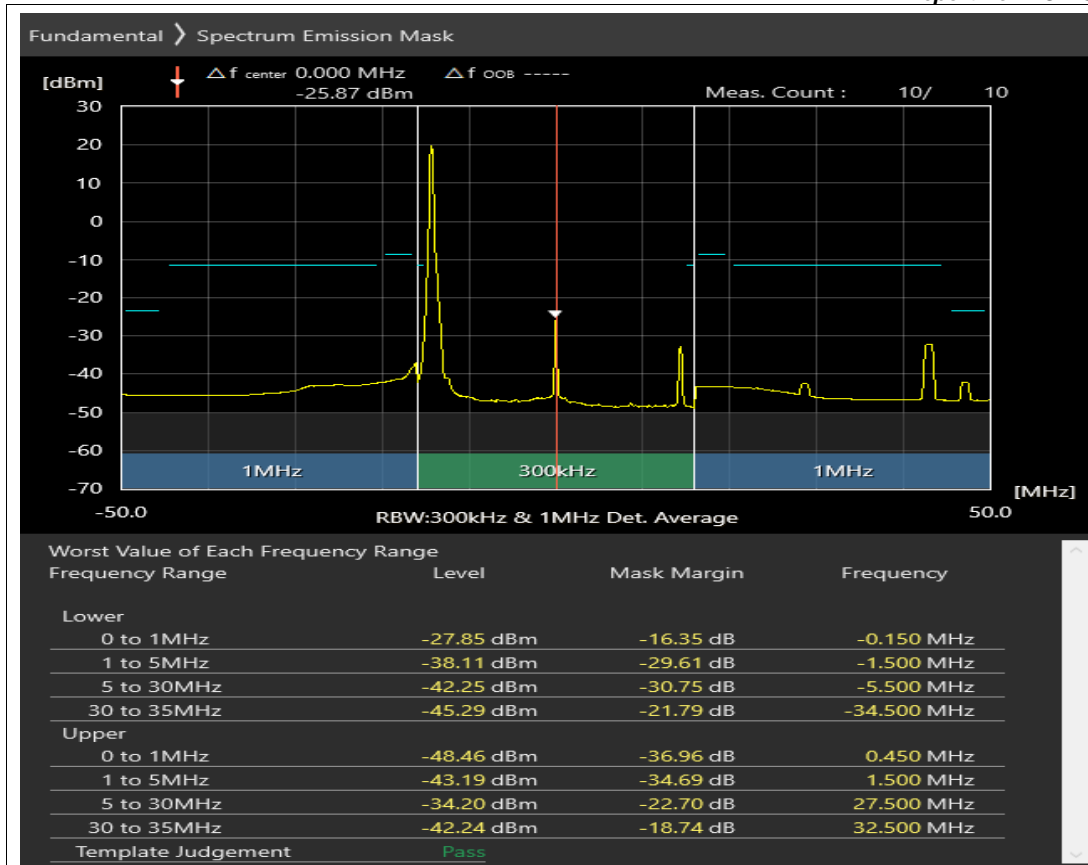 Fundamental 〉 Spectrum Emission Mask
[dBm] △f center 0.000 MHz △f OOB -----
-25.87 dBm Meas. Count : 10/ 10
30
20
10
0
-10
-20
-30
-40
-50
-60
1MHz 300kHz 1MHz
-70
[MHz]
-50.0 RBW:300kHz & 1MHz Det. Average 50.0
Worst Value of Each Frequency Range
Frequency Range Level Mask Margin Frequency
Lower
0 to 1MHz -27.85 dBm -16.35 dB -0.150 MHz
1 to 5MHz -38.11 dBm -29.61 dB -1.500 MHz
5 to 30MHz -42.25 dBm -30.75 dB -5.500 MHz
30 to 35MHz -45.29 dBm -21.79 dB -34.500 MHz
Upper
0 to 1MHz -48.46 dBm -36.96 dB 0.450 MHz
1 to 5MHz -43.19 dBm -34.69 dB 1.500 MHz
5 to 30MHz -34.20 dBm -22.70 dB 27.500 MHz
30 to 35MHz -42.24 dBm -18.74 dB 32.500 MHz
Template Judgement Pass